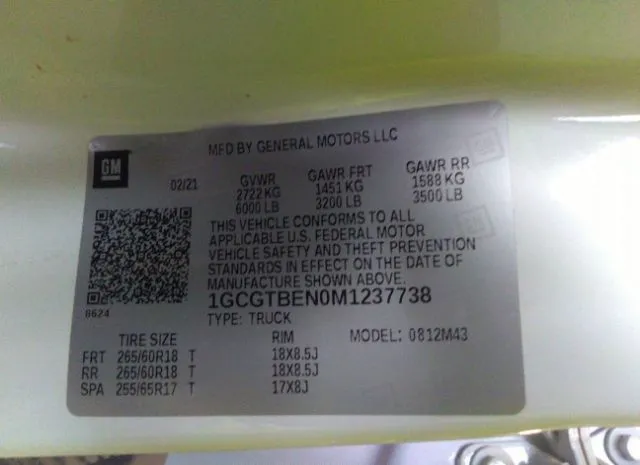 MFD BY GENERAL MOTORS LLC
GM
02/21
GVWR GAWR FRT GAWR RR
2722 KG 1451 KG 1588 KG
6000 LB 3200 LB 3500 LB
THIS VEHICLE CONFORMS TO ALL
APPLICABLE U.S. FEDERAL MOTOR
VEHICLE SAFETY AND THEFT PREVENTION
STANDARDS IN EFFECT ON THE DATE OF
MANUFACTURE SHOWN ABOVE.
6624
1GCGTBEN0M1237738
TYPE: TRUCK MODEL: 0812M43
TIRE SIZE RIM
FRT 265/60R18 T 18X8.5J
RR 265/60R18 T 18X8.5J
SPA 255/65R17 T 17X8J